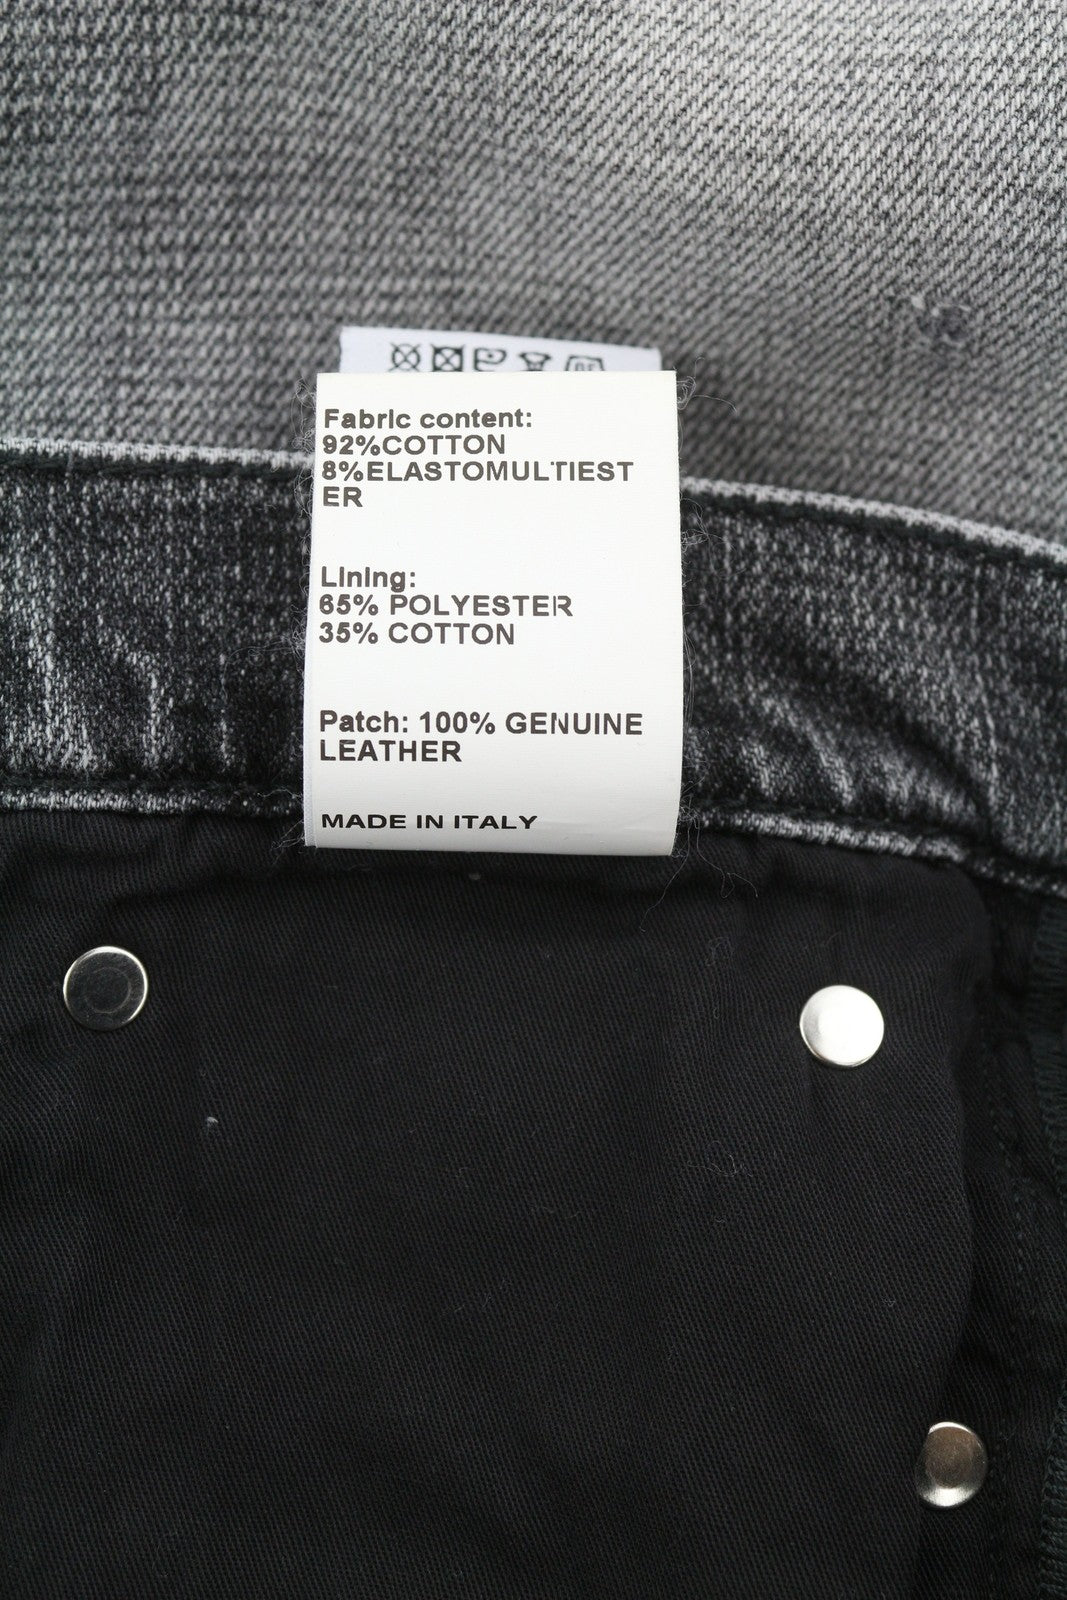 Fabric content:
92%COTTON
8%ELASTOMULTIEST
ER
Lining:
65% POLYESTER
35% COTTON
Patch: 100% GENUINE
LEATHER
MADE IN ITALY